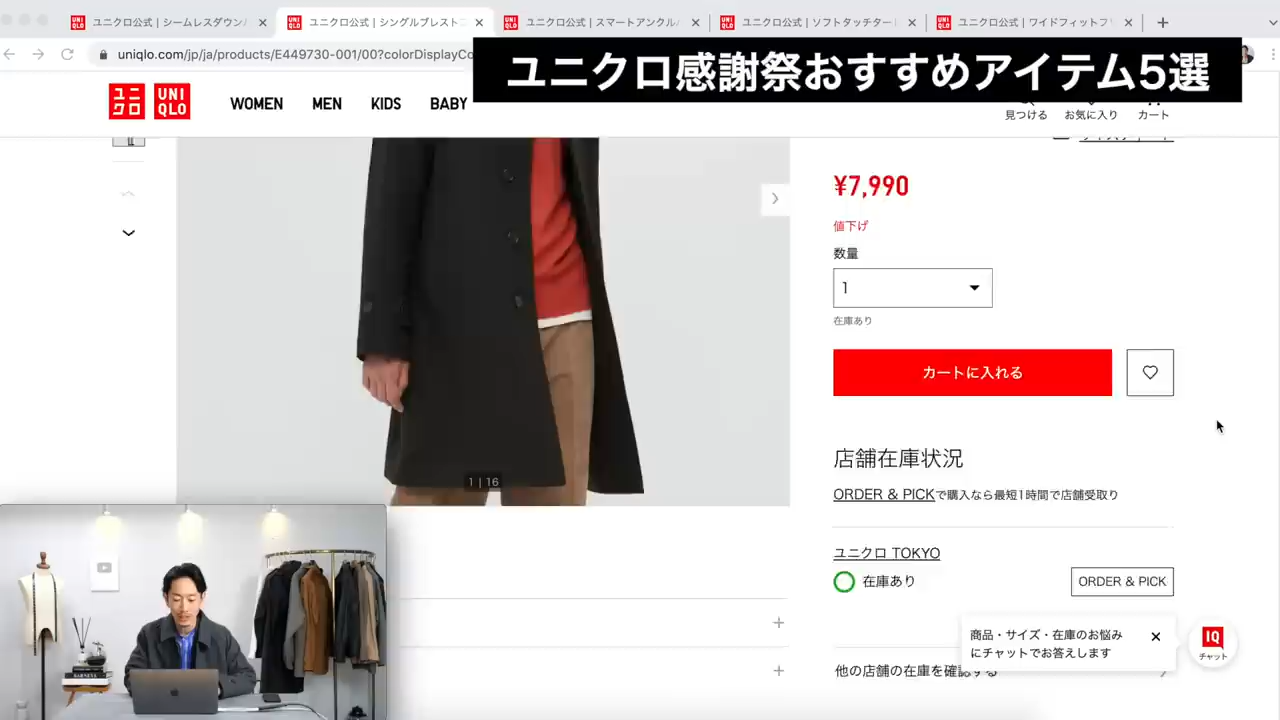 ユニクロ公式 | シームレスダウン
ユニクロ公式 | シングルブレスト
ユニクロ公式 | スマートアンクル
ユニクロ公式 | ソフトタッチター
ユニクロ公式 | ワイドフィット
uniqlo.com/jp/ja/products/E449730-001/00?colorDisplayCo
ユニクロ感謝祭おすすめアイテム5選
ユニクロ
UNIQLO
WOMEN
MEN
KIDS
BABY
見つける
お気に入り
カート
¥7,990
値下げ
数量
1
在庫あり
カートに入れる
1 | 16
店舗在庫状況
ORDER & PICKで購入なら最短1時間で店舗受取り
ユニクロ TOKYO
在庫あり
ORDER & PICK
商品・サイズ・在庫のお悩み
にチャットでお答えします
IQ
チャット
他の店舗の在庫を確認する